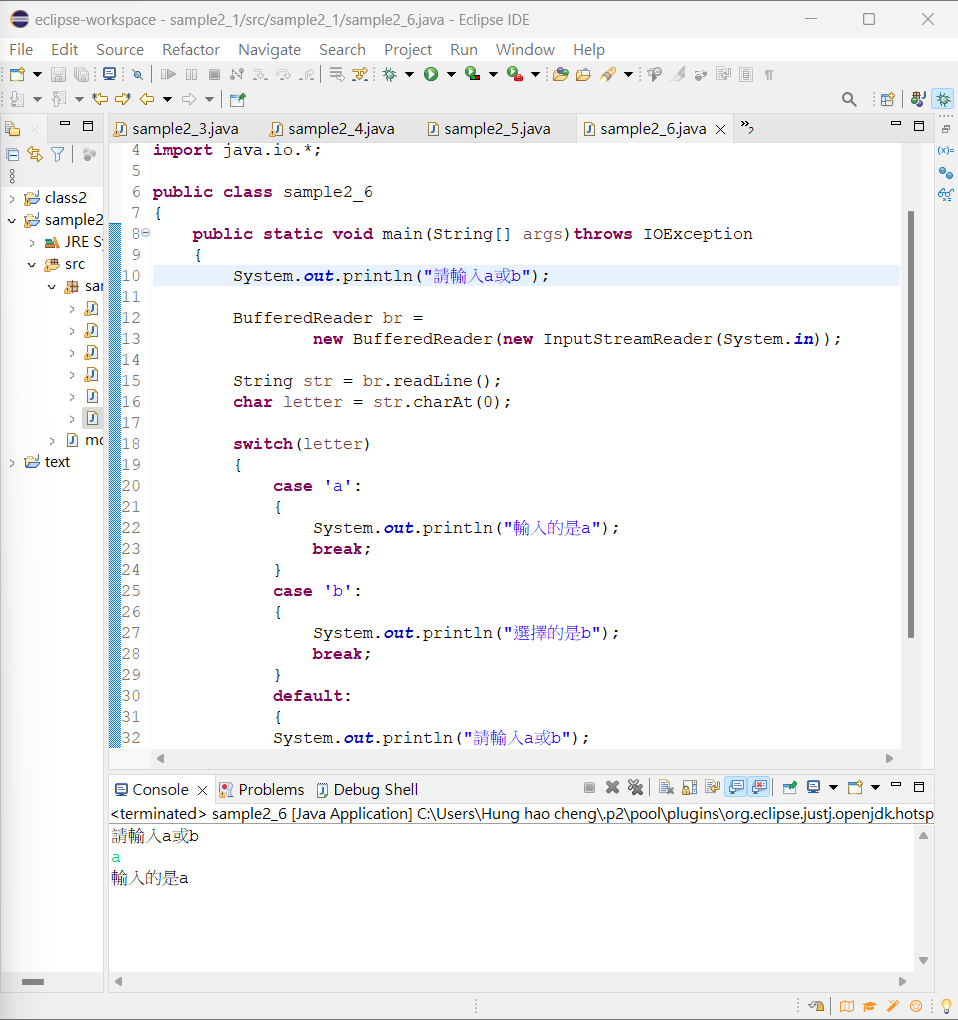 eclipse-workspace - sample2_1/src/sample2_1/sample2_6.java - Eclipse IDE
File Edit Source Refactor Navigate Search Project Run Window Help
sample2_3.java sample2_4.java sample2_5.java sample2_6.java
class2
sample2
JRE S
src
sar
mo
text
4 import java.io.*;
5
6 public class sample2_6
7 {
8 public static void main(String[] args)throws IOException
9 {
10 System.out.println("請輸入a或b");
11
12 BufferedReader br =
13 new BufferedReader(new InputStreamReader(System.in));
14
15 String str = br.readLine();
16 char letter = str.charAt(0);
17
18 switch(letter)
19 {
20 case 'a':
21 {
22 System.out.println("輸入的是a");
23 break;
24 }
25 case 'b':
26 {
27 System.out.println("選擇的是b");
28 break;
29 }
30 default:
31 {
32 System.out.println("請輸入a或b");
Console Problems Debug Shell
<terminated> sample2_6 [Java Application] C:\Users\Hung hao cheng\.p2\pool\plugins\org.eclipse.justj.openjdk.hotsp
請輸入a或b
a
輸入的是a